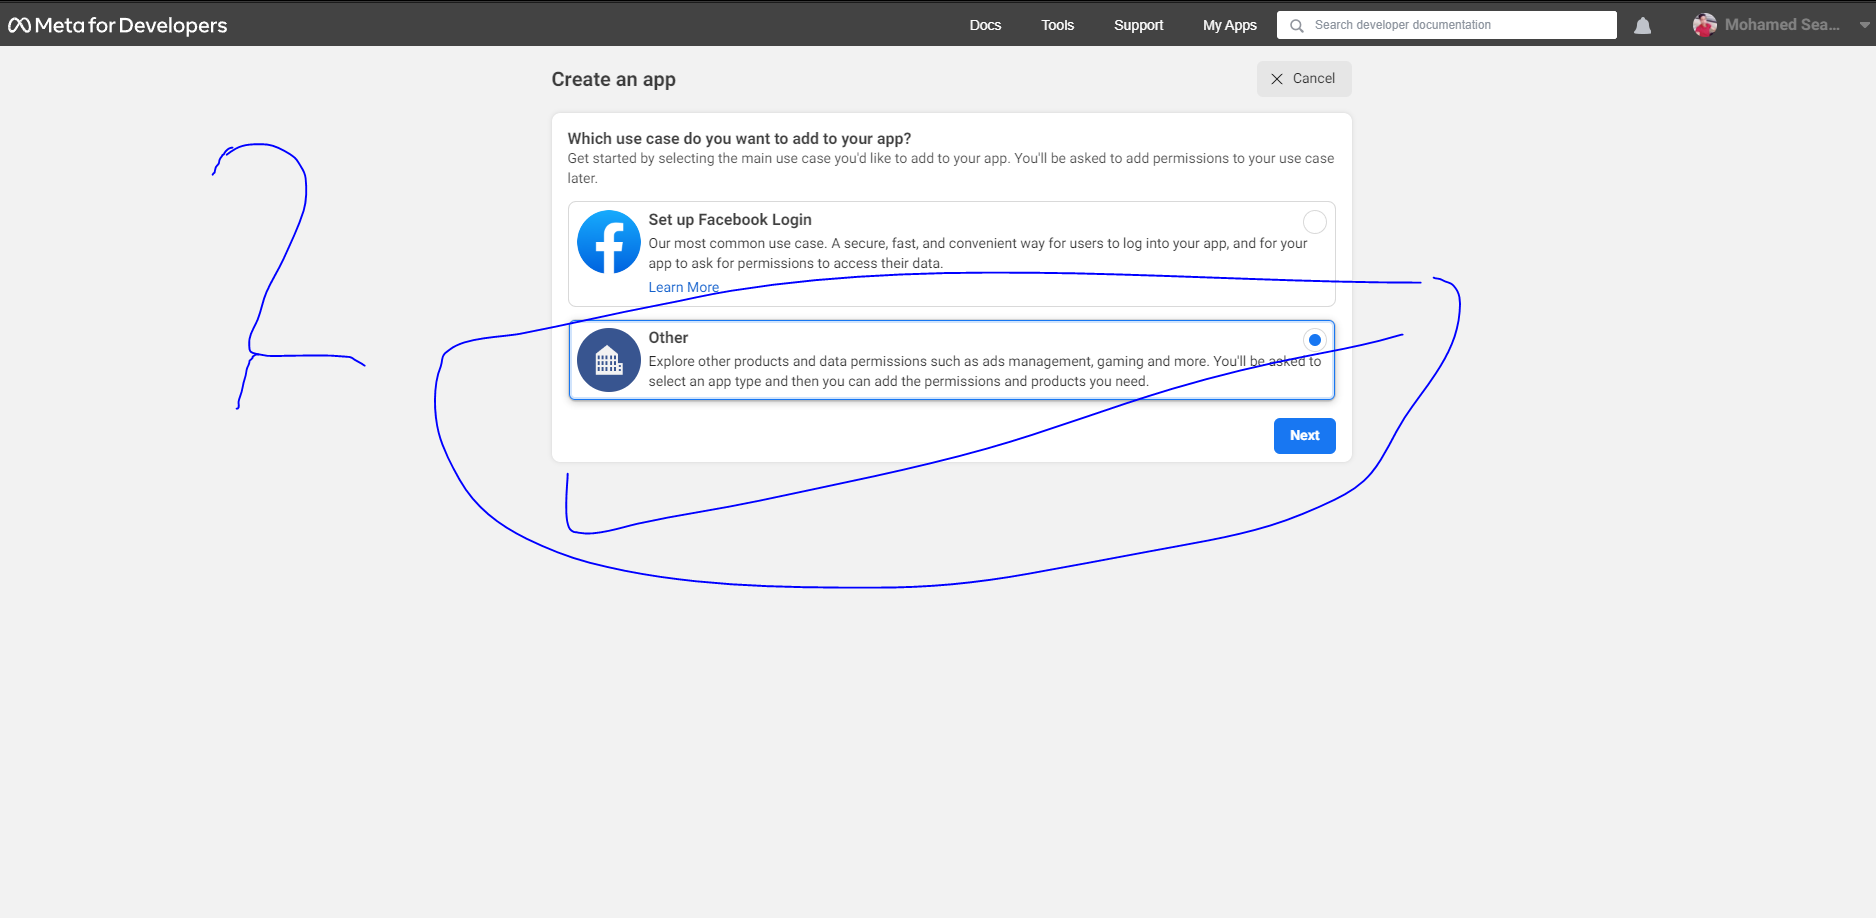 Meta for Developers
Docs Tools Support My Apps Search developer documentation Mohamed Sea...
Create an app
Cancel
Which use case do you want to add to your app?
Get started by selecting the main use case you'd like to add to your app. You'll be asked to add permissions to your use case
later.
Set up Facebook Login
Our most common use case. A secure, fast, and convenient way for users to log into your app, and for your
app to ask for permissions to access their data.
Learn More
Other
Explore other products and data permissions such as ads management, gaming and more. You'll be asked to
select an app type and then you can add the permissions and products you need.
Next
2